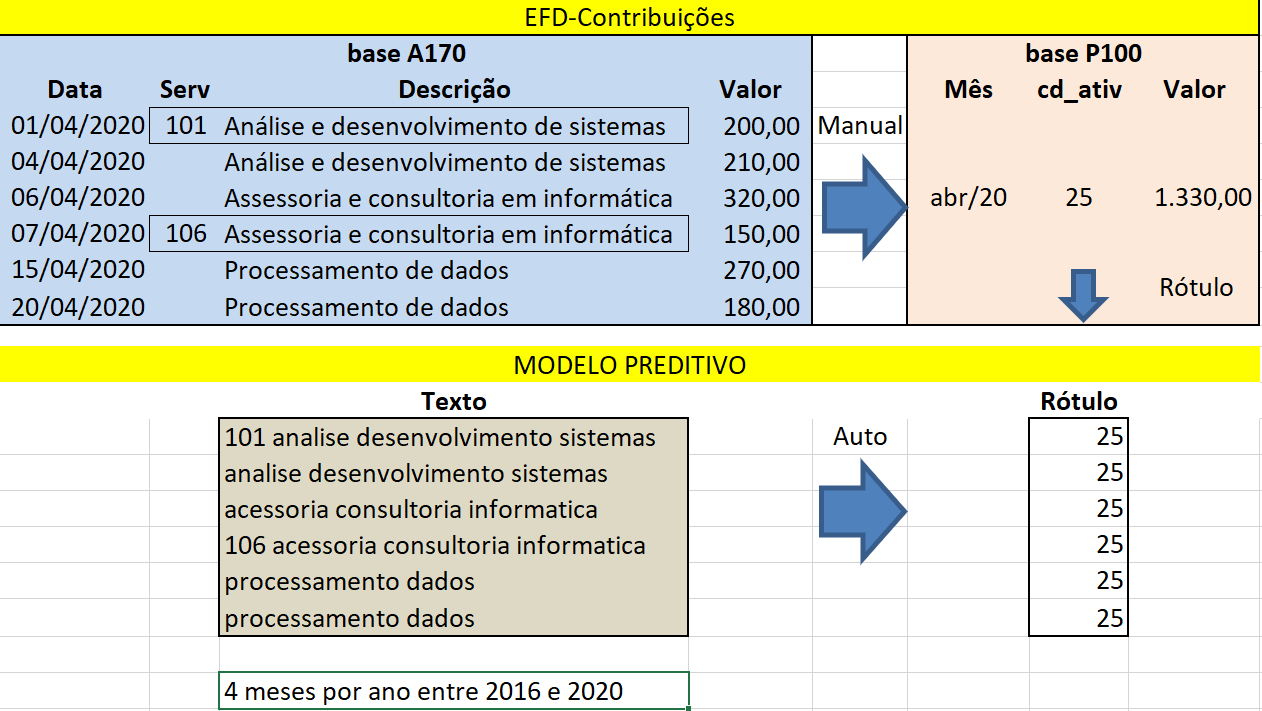 EFD-Contribuições
base A170 base P100
Data Serv Descrição Valor Mês cd_ativ Valor
01/04/2020 101 Análise e desenvolvimento de sistemas 200,00 Manual
04/04/2020 Análise e desenvolvimento de sistemas 210,00
06/04/2020 Assessoria e consultoria em informática 320,00 abr/20 25 1.330,00
07/04/2020 106 Assessoria e consultoria em informática 150,00
15/04/2020 Processamento de dados 270,00 Rótulo
20/04/2020 Processamento de dados 180,00
MODELO PREDITIVO
Texto Rótulo
101 analise desenvolvimento sistemas Auto 25
analise desenvolvimento sistemas 25
acessoria consultoria informatica 25
106 acessoria consultoria informatica 25
processamento dados 25
processamento dados 25
4 meses por ano entre 2016 e 2020